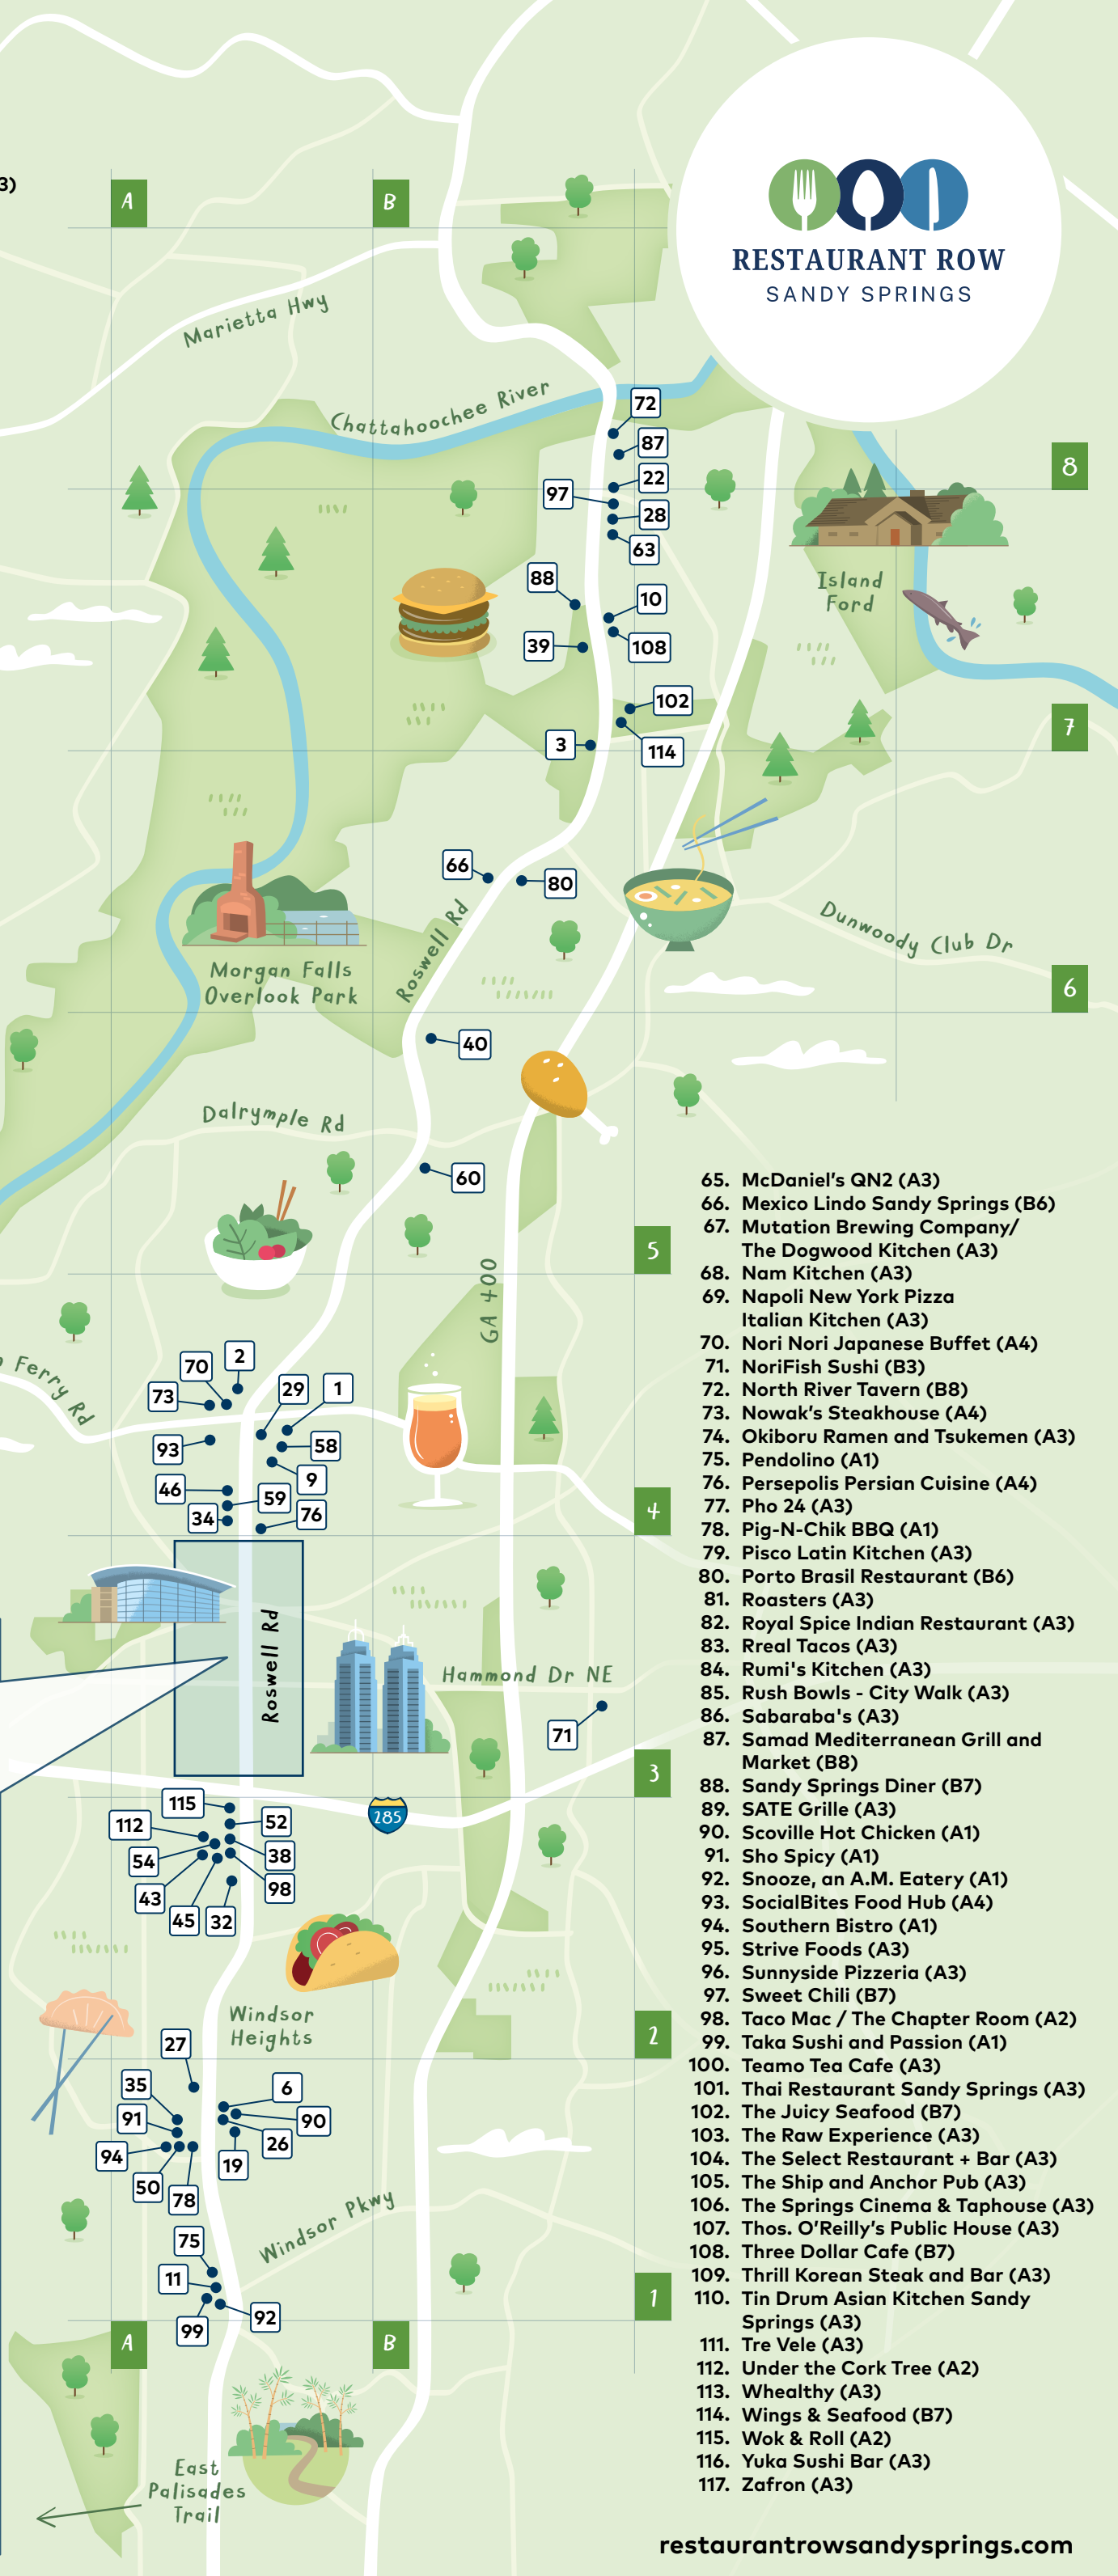 3)
A
B
RESTAURANT ROW
SANDY SPRINGS
Marietta Hwy
Chattahoochee River
72
87
8
22
97
28
63
88
Island
Ford
10
39
108
102
7
3
114
66
80
Roswell Rd
Dunwoody Club Dr
Morgan Falls
Overlook Park
6
40
Dalrymple Rd
60
5
GA 400
Ferry Rd
2
70
29
1
73
93
58
9
46
59
34
76
4
Roswell Rd
Hammond Dr NE
71
3
115
285
112
52
54
38
43
98
45
32
Windsor
Heights
2
27
35
6
91
90
26
94
19
50
78
Windsor Pkwy
75
11
1
92
99
A
B
East
Palisades
Trail
65. McDaniel’s QN2 (A3)
66. Mexico Lindo Sandy Springs (B6)
67. Mutation Brewing Company/
The Dogwood Kitchen (A3)
68. Nam Kitchen (A3)
69. Napoli New York Pizza
Italian Kitchen (A3)
70. Nori Nori Japanese Buffet (A4)
71. NoriFish Sushi (B3)
72. North River Tavern (B8)
73. Nowak’s Steakhouse (A4)
74. Okiboru Ramen and Tsukemen (A3)
75. Pendolino (A1)
76. Persepolis Persian Cuisine (A4)
77. Pho 24 (A3)
78. Pig-N-Chik BBQ (A1)
79. Pisco Latin Kitchen (A3)
80. Porto Brasil Restaurant (B6)
81. Roasters (A3)
82. Royal Spice Indian Restaurant (A3)
83. Rreal Tacos (A3)
84. Rumi's Kitchen (A3)
85. Rush Bowls - City Walk (A3)
86. Sabaraba's (A3)
87. Samad Mediterranean Grill and
Market (B8)
88. Sandy Springs Diner (B7)
89. SATE Grille (A3)
90. Scoville Hot Chicken (A1)
91. Sho Spicy (A1)
92. Snooze, an A.M. Eatery (A1)
93. SocialBites Food Hub (A4)
94. Southern Bistro (A1)
95. Strive Foods (A3)
96. Sunnyside Pizzeria (A3)
97. Sweet Chili (B7)
98. Taco Mac / The Chapter Room (A2)
99. Taka Sushi and Passion (A1)
100. Teamo Tea Cafe (A3)
101. Thai Restaurant Sandy Springs (A3)
102. The Juicy Seafood (B7)
103. The Raw Experience (A3)
104. The Select Restaurant + Bar (A3)
105. The Ship and Anchor Pub (A3)
106. The Springs Cinema & Taphouse (A3)
107. Thos. O’Reilly’s Public House (A3)
108. Three Dollar Cafe (B7)
109. Thrill Korean Steak and Bar (A3)
110. Tin Drum Asian Kitchen Sandy
Springs (A3)
111. Tre Vele (A3)
112. Under the Cork Tree (A2)
113. Whealthy (A3)
114. Wings & Seafood (B7)
115. Wok & Roll (A2)
116. Yuka Sushi Bar (A3)
117. Zafron (A3)
restaurantrowsandysprings.com